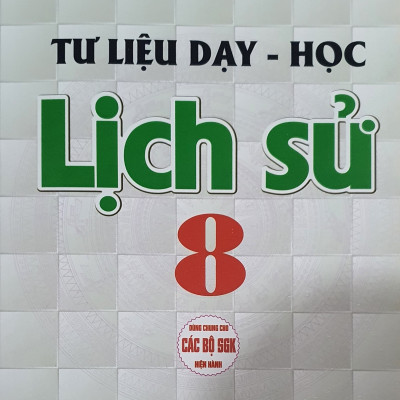 TƯ LIỆU DẠY - HỌC
Lịch sử
8
DÙNG CHUNG CHO
CÁC BỘ SGK
HIỆN HÀNH